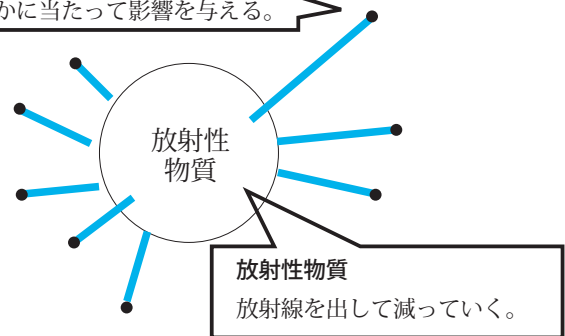 かに当たって影響を与える。
放射性
物質
放射性物質
放射線を出して減っていく。